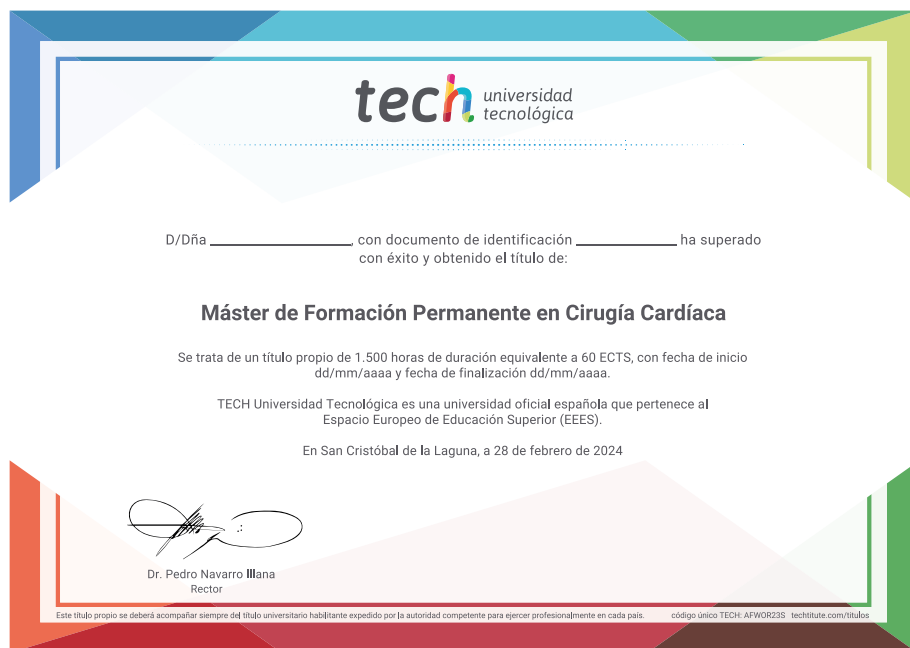 tech universidad
tecnológica
D/Dña ____________________, con documento de identificación ______________ ha superado
con éxito y obtenido el título de:
Máster de Formación Permanente en Cirugía Cardíaca
Se trata de un título propio de 1.500 horas de duración equivalente a 60 ECTS, con fecha de inicio
dd/mm/aaaa y fecha de finalización dd/mm/aaaa.
TECH Universidad Tecnológica es una universidad oficial española que pertenece al
Espacio Europeo de Educación Superior (EEES).
En San Cristóbal de la Laguna, a 28 de febrero de 2024
Dr. Pedro Navarro Illana
Rector
Este título propio se deberá acompañar siempre del título universitario habilitante expedido por la autoridad competente para ejercer profesionalmente en cada país. código único TECH: AFWOR23S techtitute.com/titulos